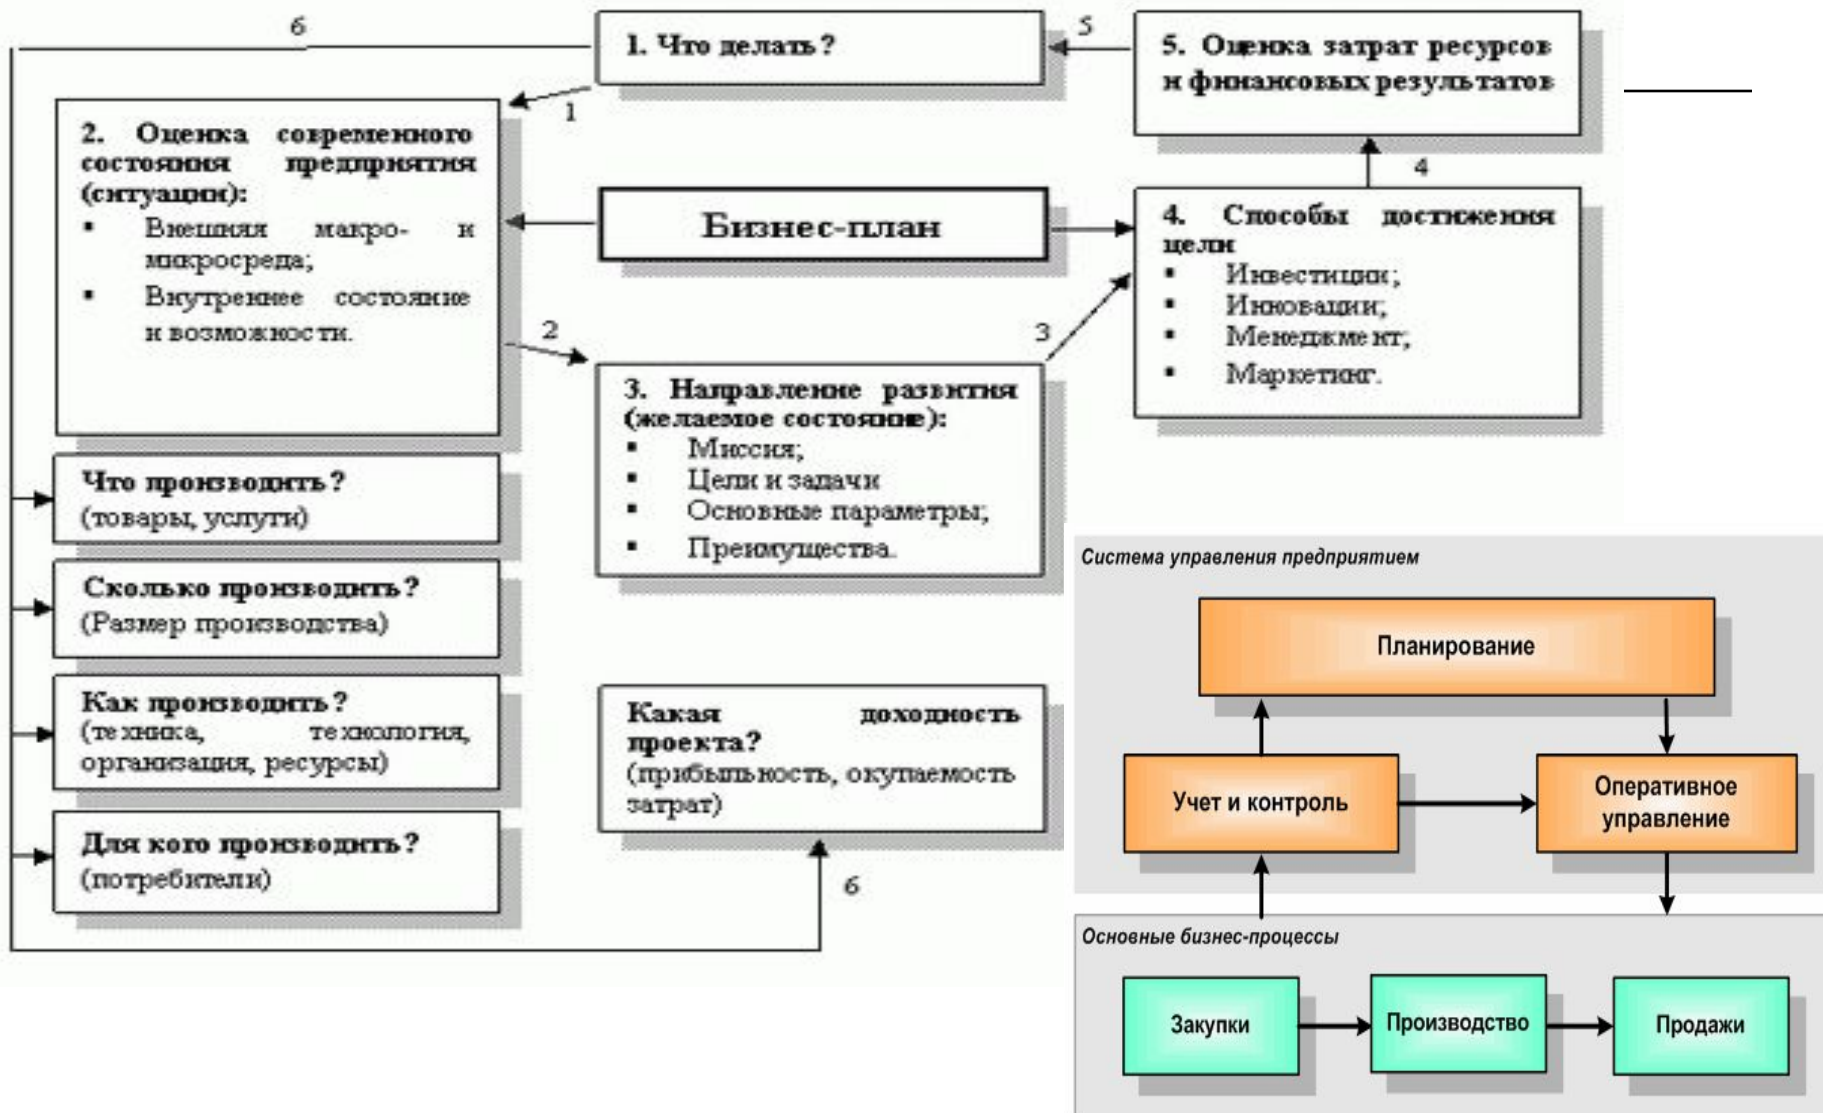 6
1. Что делать?
5
5. Оценка затрат ресурсов
и финансовых результатов
1
2. Оценка современного
состояния предприятия
(ситуации):
▪ Внешняя макро- и
микросреда;
▪ Внутреннее состояние
и возможности.
Бизнес-план
4
4. Способы достижения
цели
▪ Инвестиции;
▪ Инновации;
▪ Менеджмент;
▪ Маркетинг.
2
3
3. Направление развития
(желаемое состояние):
▪ Миссия;
▪ Цели и задачи
▪ Основные параметры;
▪ Преимущества.
Что производить?
(товары, услуги)
Сколько производить?
(Размер производства)
Как производить?
(техника, технология,
организация, ресурсы)
Для кого производить?
(потребители)
Какая доходность
проекта?
(прибыльность, окупаемость
затрат)
6
Система управления предприятием
Планирование
Учет и контроль
Оперативное
управление
Основные бизнес-процессы
Закупки
Производство
Продажи